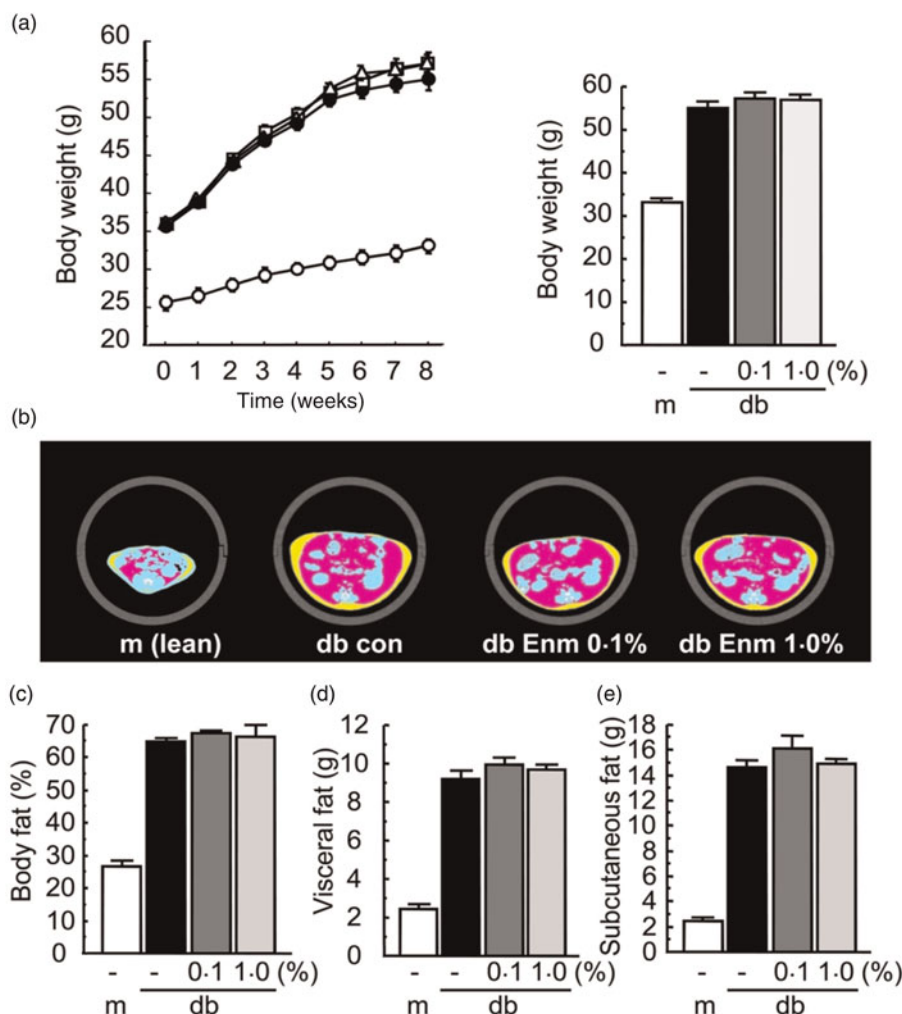 (a)
Body weight (g)
60
55
50
45
40
35
30
25
20
0 1 2 3 4 5 6 7 8
Time (weeks)
Body weight (g)
60
50
40
30
20
10
0
- - 0·1 1·0 (%)
m db
(b)
m (lean) db con db Enm 0·1% db Enm 1·0%
(c)
Body fat (%)
70
60
50
40
30
20
10
0
- - 0·1 1·0 (%)
m db
(d)
Visceral fat (g)
12
10
8
6
4
2
0
- - 0·1 1·0 (%)
m db
(e)
Subcutaneous fat (g)
18
16
14
12
10
8
6
4
2
0
- - 0·1 1·0 (%)
m db